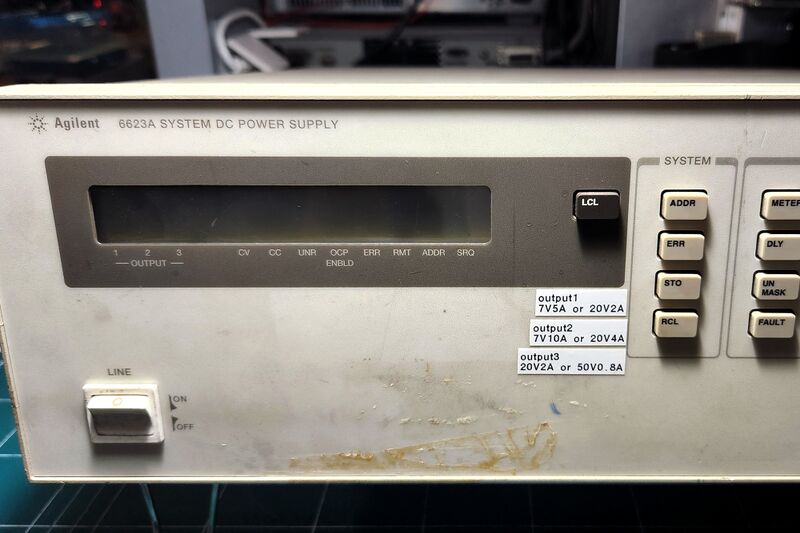 Agilent 6623A SYSTEM DC POWER SUPPLY
SYSTEM
LCL
ADDR
METER
ERR
DLY
STO
UN
MASK
RCL
FAULT
1 2 3 CV CC UNR OCP ERR RMT ADDR SRQ
OUTPUT ENBLD
output1
7V5A or 20V2A
output2
7V10A or 20V4A
output3
20V2A or 50V0.8A
LINE
ON
OFF